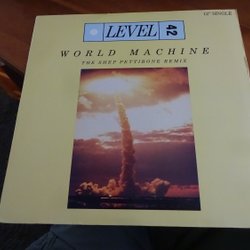 12" SINGLE
LEVEL 42
WORLD MACHINE
THE SHEP PETTIBONE REMIX